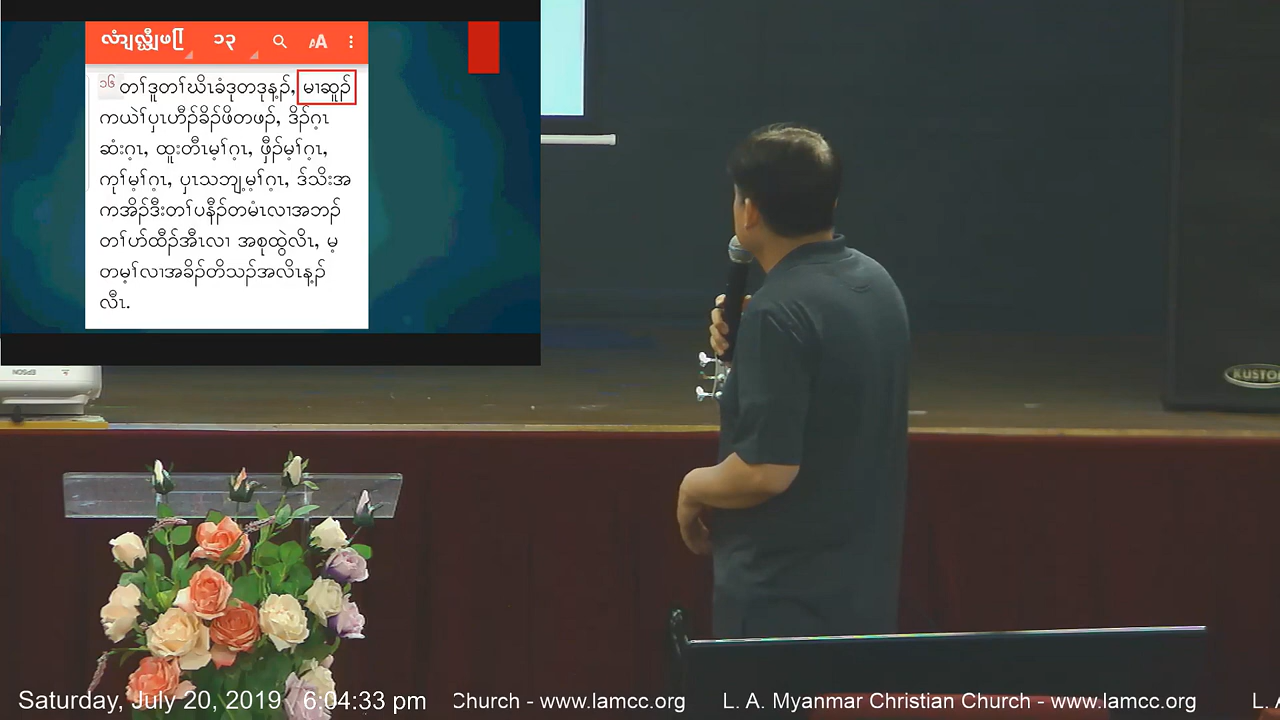 လံာ်လ္ၢီဖျါ ၁၃
AA
၁၆ တၢ်ဒူတၢ်ဃိၤခံဒုတဒုန့ၣ်, မၢဆူၣ်
ကယဲၢ်ပှၤဟီၣ်ခိၣ်ဖိတဖၣ်, ဒိၣ်ဂ့ၤ
ဆံးဂ့ၤ, ထူးတီၤမ့ၢ်ဂ့ၤ, ဖှီၣ်မ့ၢ်ဂ့ၤ,
ကုၢ်မ့ၢ်ဂ့ၤ, ပှၤသဘျ့မ့ၢ်ဂ့ၤ, ဒ်သိးအ
ကအိၣ်ဒီးတၢ်ပနီၣ်တမံၤလၢအဘၣ်
တၢ်ဟ်ထီၣ်အီၤလၢ အစုထွဲလိၤ, မ့
တမ့ၢ်လၢအခိၣ်တိသၣ်အလိၤန့ၣ်
လီၤ.
EPSON
Saturday, July 20, 2019 6:04:33 pm Church - www.lamcc.org L. A. Myanmar Christian Church - www.lamcc.org L.